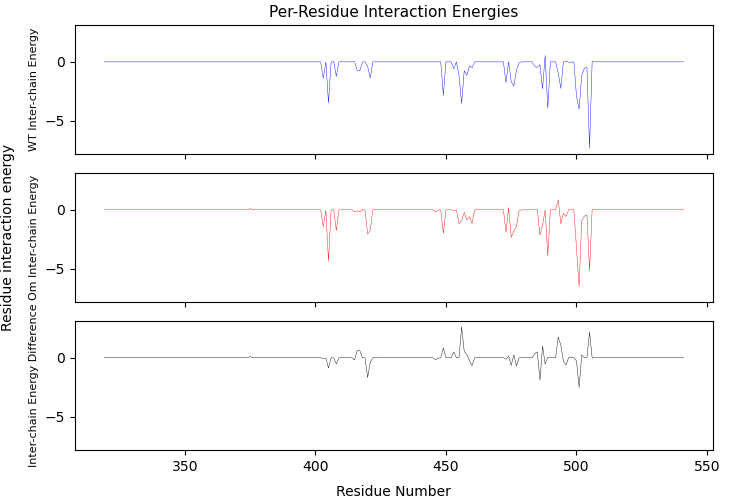 Per-Residue Interaction Energies
Residue interaction energy
WT Inter-chain Energy
0
−5
Om Inter-chain Energy
0
−5
Inter-chain Energy Difference
0
−5
350
400
450
500
550
Residue Number